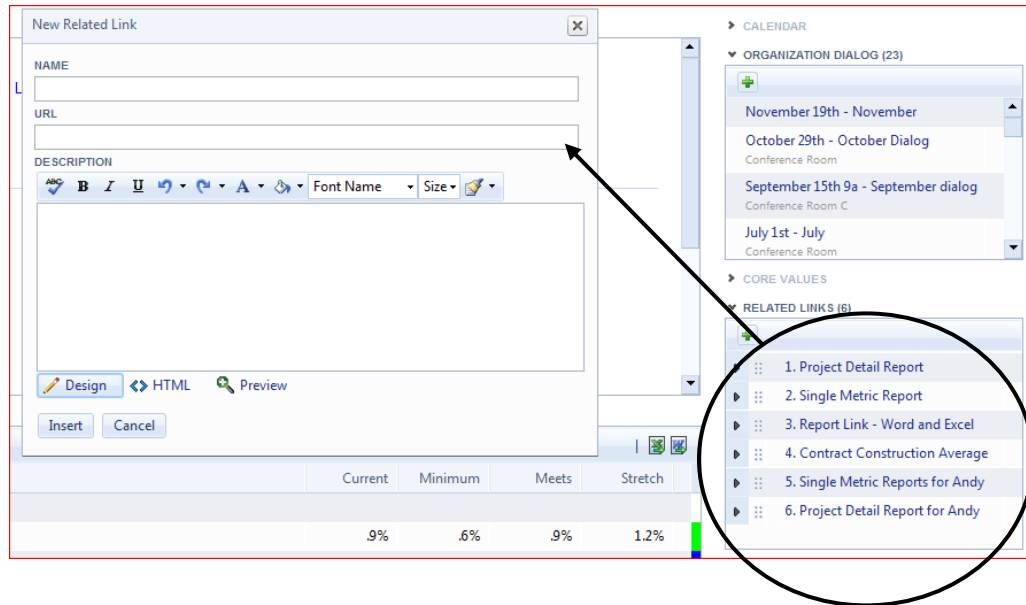 New Related Link
NAME
L
URL
DESCRIPTION
ABC B I U A Font Name Size
Design HTML Preview
Insert Cancel
Current Minimum Meets Stretch
.9% .6% .9% 1.2%
CALENDAR
ORGANIZATION DIALOG (23)
November 19th - November
October 29th - October Dialog
Conference Room
September 15th 9a - September dialog
Conference Room C
July 1st - July
Conference Room
CORE VALUES
RELATED LINKS (6)
1. Project Detail Report
2. Single Metric Report
3. Report Link - Word and Excel
4. Contract Construction Average
5. Single Metric Reports for Andy
6. Project Detail Report for Andy